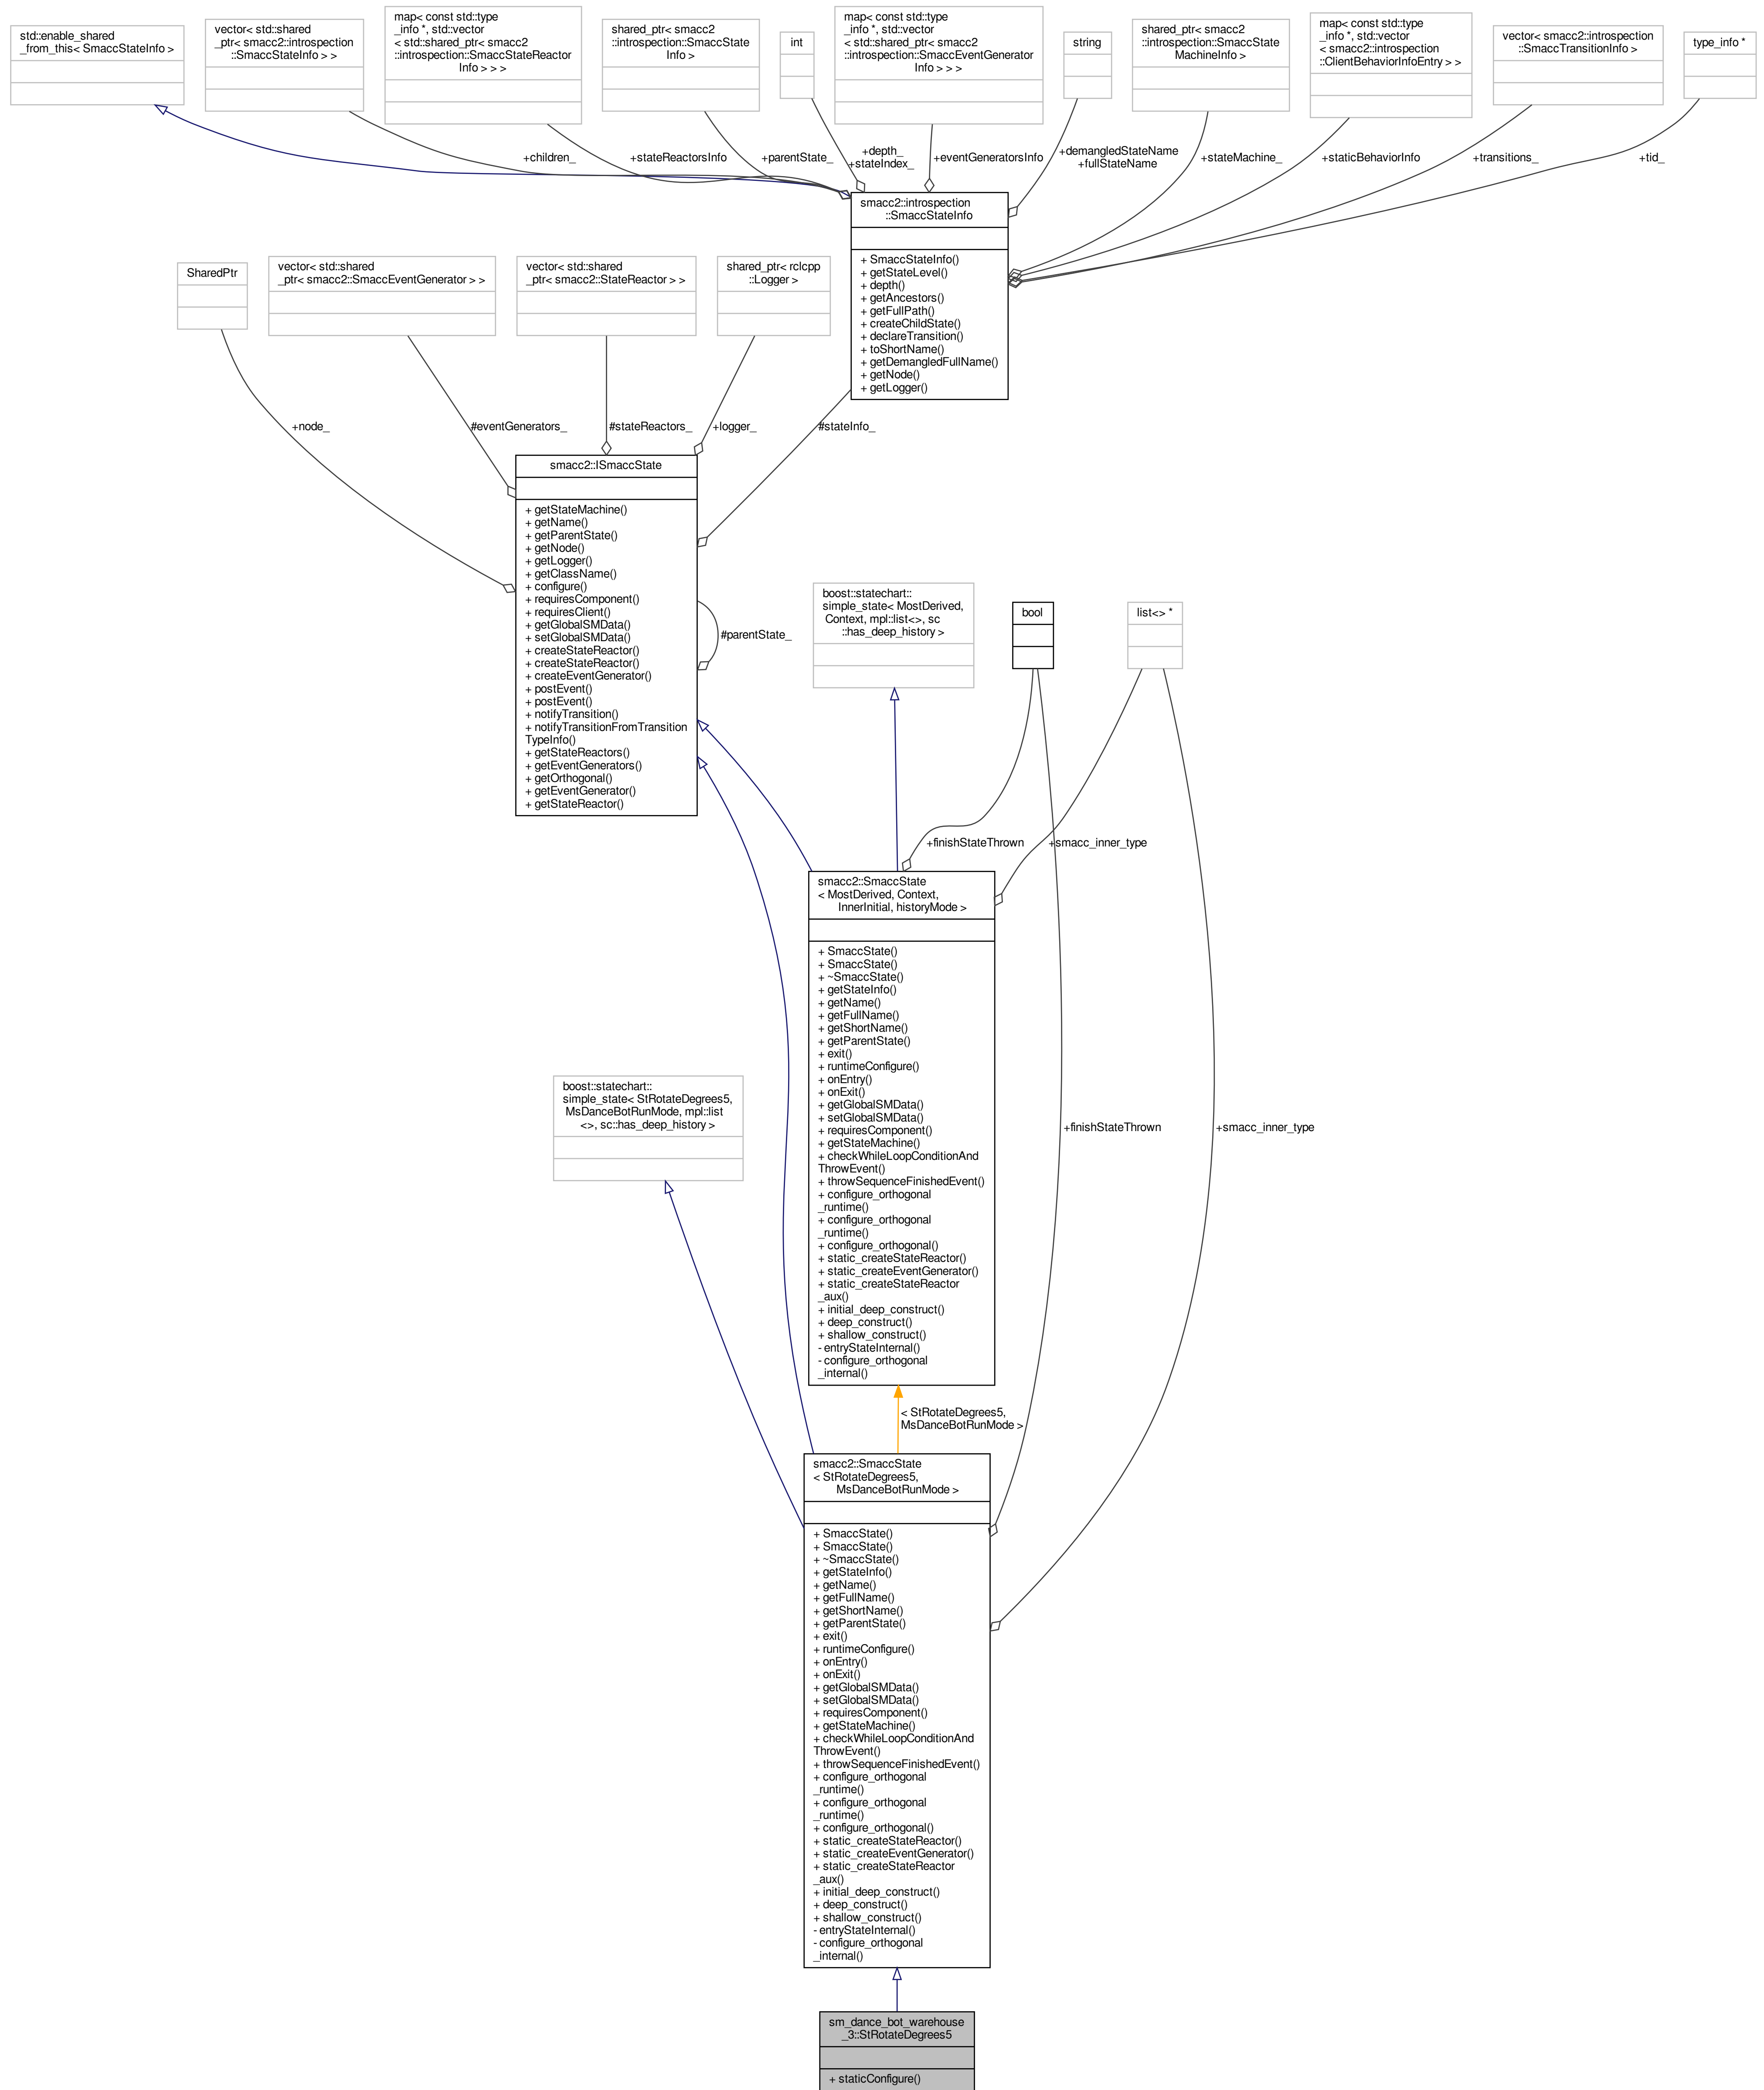 std::enable_shared
_from_this< SmaccStateInfo >
vector< std::shared
_ptr< smacc2::introspection
::SmaccStateInfo > >
map< const std::type
_info *, std::vector
< std::shared_ptr< smacc2
::introspection::SmaccStateReactor
Info > > >
shared_ptr< smacc2
::introspection::SmaccState
Info >
int
map< const std::type
_info *, std::vector
< std::shared_ptr< smacc2
::introspection::SmaccEventGenerator
Info > > >
string
shared_ptr< smacc2
::introspection::SmaccState
MachineInfo >
map< const std::type
_info *, std::vector
< smacc2::introspection
::ClientBehaviorInfoEntry > >
vector< smacc2::introspection
::SmaccTransitionInfo >
type_info *
+children_
+stateReactorsInfo
+parentState_
+depth_
+stateIndex_
+eventGeneratorsInfo
+demangledStateName
+fullStateName
+stateMachine_
+staticBehaviorInfo
+transitions_
+tid_
smacc2::introspection
::SmaccStateInfo
+ SmaccStateInfo()
+ getStateLevel()
+ depth()
+ getAncestors()
+ getFullPath()
+ createChildState()
+ declareTransition()
+ toShortName()
+ getDemangledFullName()
+ getNode()
+ getLogger()
SharedPtr
vector< std::shared
_ptr< smacc2::SmaccEventGenerator > >
vector< std::shared
_ptr< smacc2::StateReactor > >
shared_ptr< rclcpp
::Logger >
+node_
#eventGenerators_
#stateReactors_
+logger_
#stateInfo_
smacc2::ISmaccState
+ getStateMachine()
+ getName()
+ getParentState()
+ getNode()
+ getLogger()
+ getClassName()
+ configure()
+ requiresComponent()
+ requiresClient()
+ getGlobalSMData()
+ setGlobalSMData()
+ createStateReactor()
+ createStateReactor()
+ createEventGenerator()
+ postEvent()
+ postEvent()
+ notifyTransition()
+ notifyTransitionFromTransition
TypeInfo()
+ getStateReactors()
+ getEventGenerators()
+ getOrthogonal()
+ getEventGenerator()
+ getStateReactor()
#parentState_
boost::statechart::
simple_state< MostDerived,
Context, mpl::list<>, sc
::has_deep_history >
bool
list<> *
+finishStateThrown
+smacc_inner_type
smacc2::SmaccState
< MostDerived, Context,
InnerInitial, historyMode >
+ SmaccState()
+ SmaccState()
+ ~SmaccState()
+ getStateInfo()
+ getName()
+ getFullName()
+ getShortName()
+ getParentState()
+ exit()
+ runtimeConfigure()
+ onEntry()
+ onExit()
+ getGlobalSMData()
+ setGlobalSMData()
+ requiresComponent()
+ getStateMachine()
+ checkWhileLoopConditionAnd
ThrowEvent()
+ throwSequenceFinishedEvent()
+ configure_orthogonal
_runtime()
+ configure_orthogonal
_runtime()
+ configure_orthogonal()
+ static_createStateReactor()
+ static_createEventGenerator()
+ static_createStateReactor
_aux()
+ initial_deep_construct()
+ deep_construct()
+ shallow_construct()
- entryStateInternal()
- configure_orthogonal
_internal()
boost::statechart::
simple_state< StRotateDegrees5,
MsDanceBotRunMode, mpl::list
<>, sc::has_deep_history >
+finishStateThrown
+smacc_inner_type
< StRotateDegrees5,
MsDanceBotRunMode >
smacc2::SmaccState
< StRotateDegrees5,
MsDanceBotRunMode >
+ SmaccState()
+ SmaccState()
+ ~SmaccState()
+ getStateInfo()
+ getName()
+ getFullName()
+ getShortName()
+ getParentState()
+ exit()
+ runtimeConfigure()
+ onEntry()
+ onExit()
+ getGlobalSMData()
+ setGlobalSMData()
+ requiresComponent()
+ getStateMachine()
+ checkWhileLoopConditionAnd
ThrowEvent()
+ throwSequenceFinishedEvent()
+ configure_orthogonal
_runtime()
+ configure_orthogonal
_runtime()
+ configure_orthogonal()
+ static_createStateReactor()
+ static_createEventGenerator()
+ static_createStateReactor
_aux()
+ initial_deep_construct()
+ deep_construct()
+ shallow_construct()
- entryStateInternal()
- configure_orthogonal
_internal()
sm_dance_bot_warehouse
_3::StRotateDegrees5
+ staticConfigure()